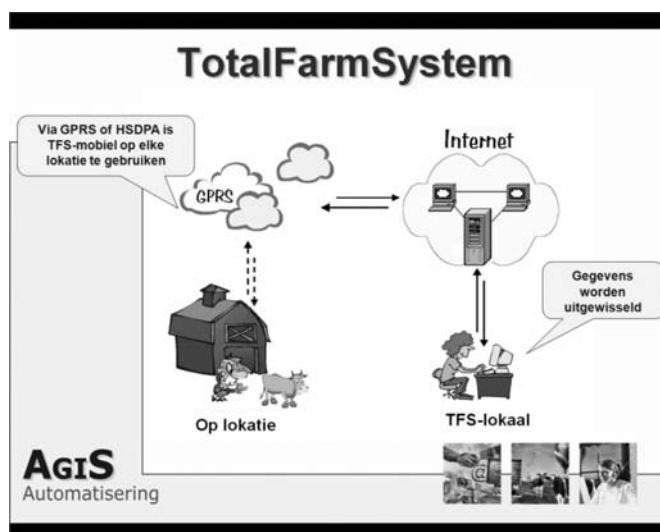 TotalFarmSystem
Via GPRS of HSDPA is
TFS-mobiel op elke
lokatie te gebruiken
GPRS
Internet
Gegevens
worden
uitgewisseld
Op lokatie
TFS-lokaal
AGIS
Automatisering